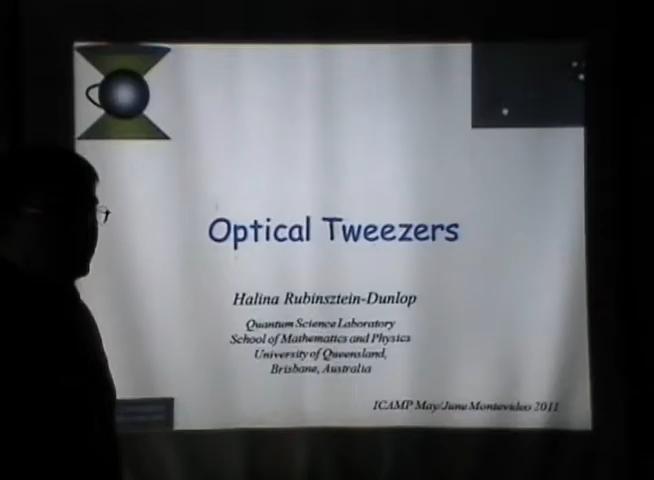 Optical Tweezers
Halina Rubinsztein-Dunlop
Quantum Science Laboratory
School of Mathematics and Physics
University of Queensland,
Brisbane, Australia
ICAMP May/June Montevideo 2011